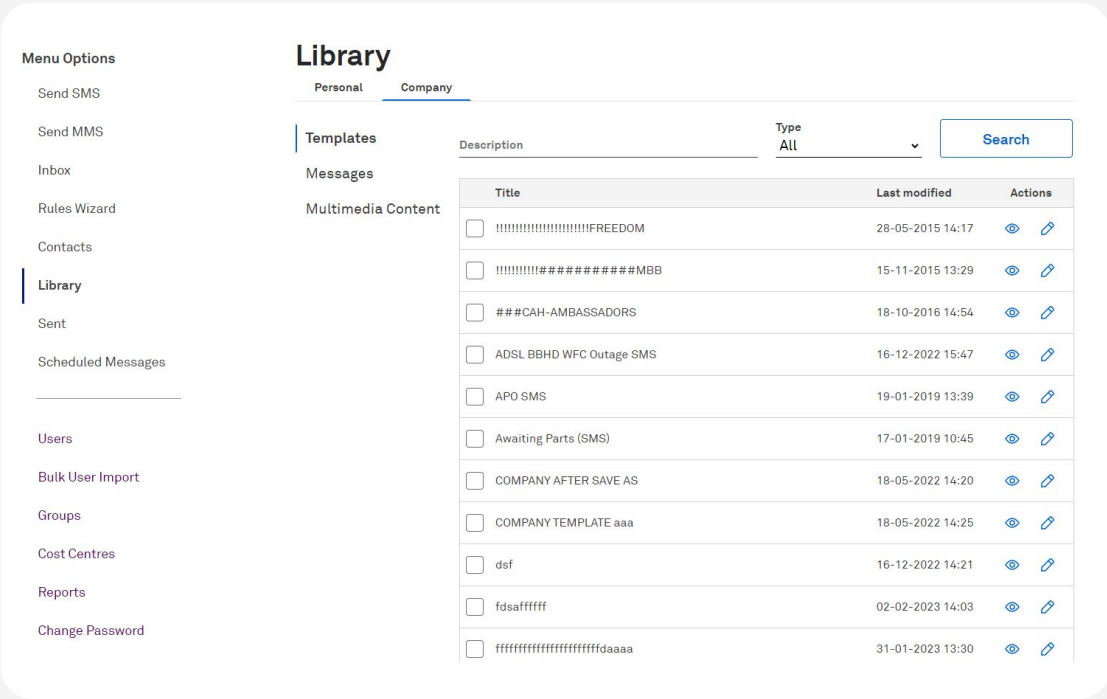 Menu Options
Send SMS
Send MMS
Inbox
Rules Wizard
Contacts
Library
Sent
Scheduled Messages
Users
Bulk User Import
Groups
Cost Centres
Reports
Change Password
Library
Personal Company
Templates
Messages
Multimedia Content
Description
Type
All
Search
Title Last modified Actions
!!!!!!!!!!!!!!!!!!!!!!!!FREEDOM 28-05-2015 14:17
!!!!!!!!!!!###########MBB 15-11-2015 13:29
###CAH-AMBASSADORS 18-10-2016 14:54
ADSL BBHD WFC Outage SMS 16-12-2022 15:47
APO SMS 19-01-2019 13:39
Awaiting Parts (SMS) 17-01-2019 10:45
COMPANY AFTER SAVE AS 18-05-2022 14:20
COMPANY TEMPLATE aaa 18-05-2022 14:25
dsf 16-12-2022 14:21
fdsaffffff 02-02-2023 14:03
ffffffffffffffffffffffdaaaa 31-01-2023 13:30